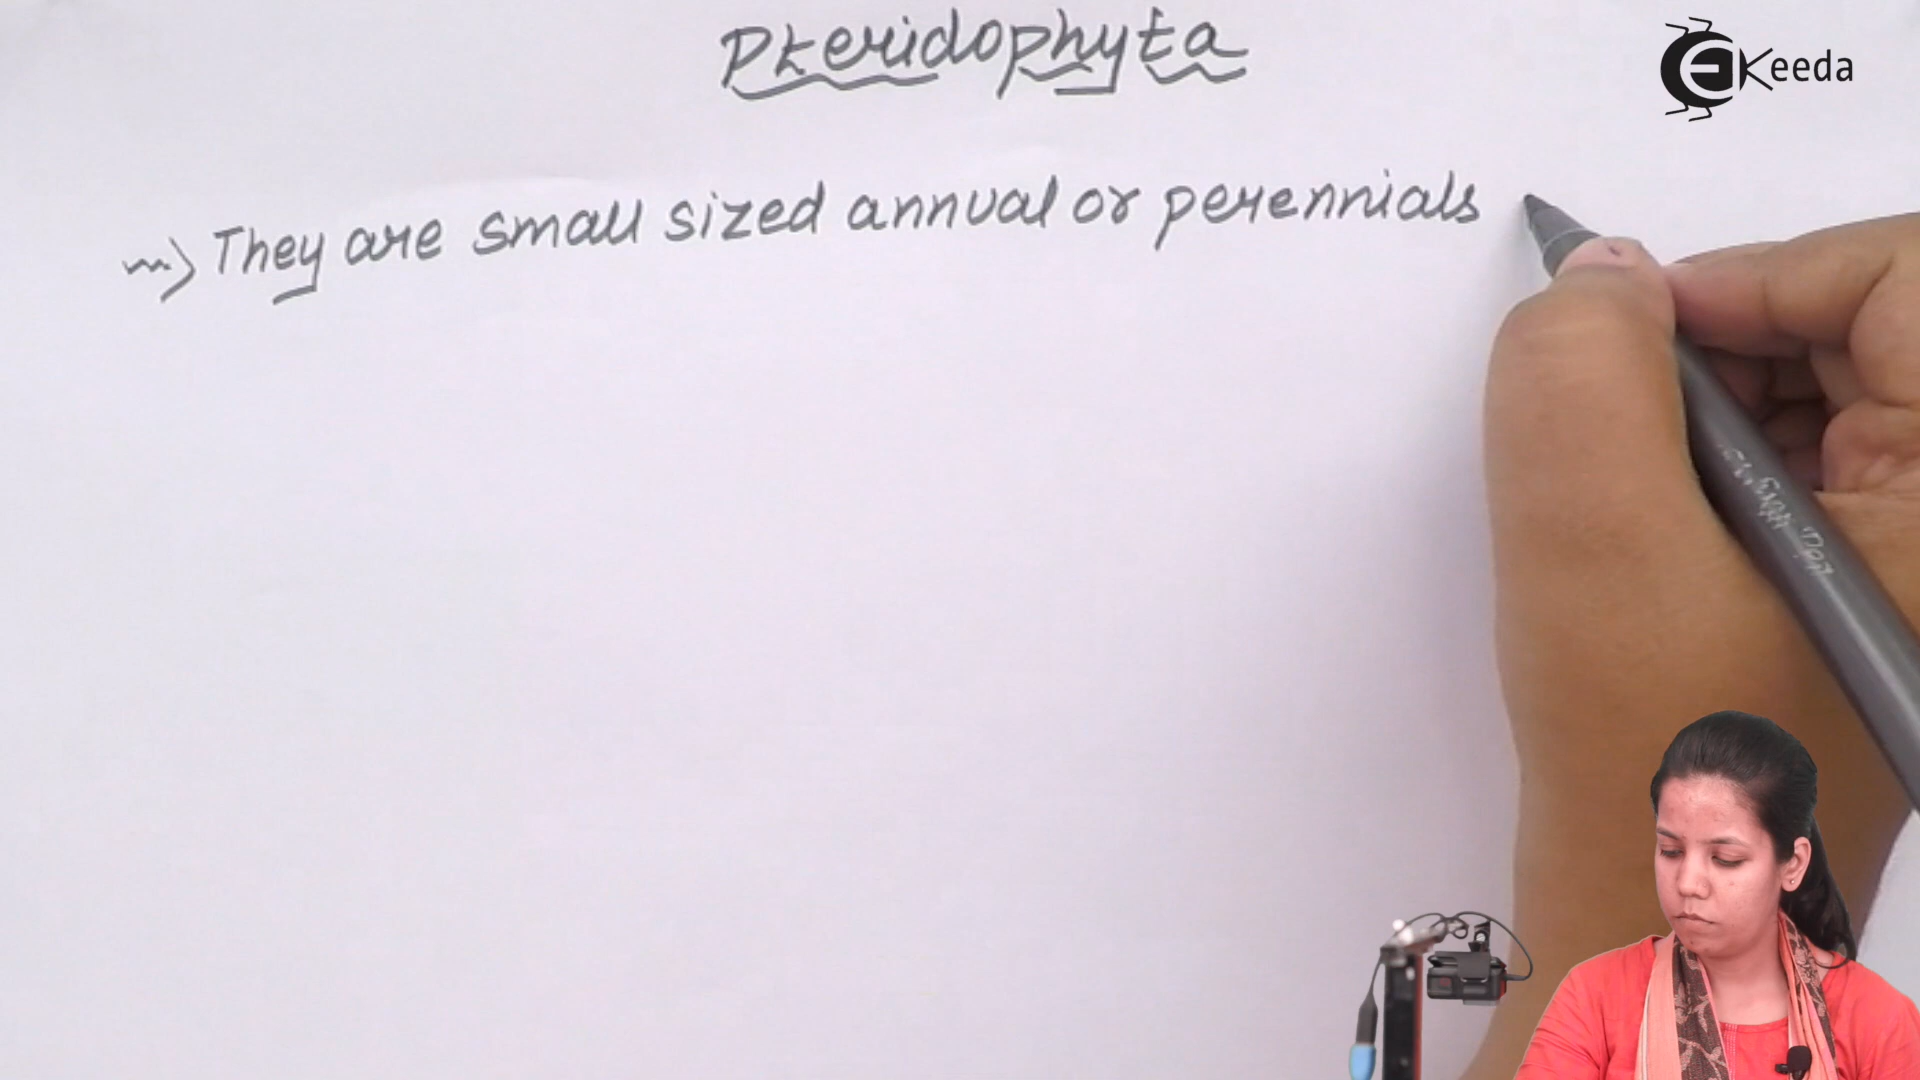 Pteridophyta
EKeeda
They are small sized annual or perennials